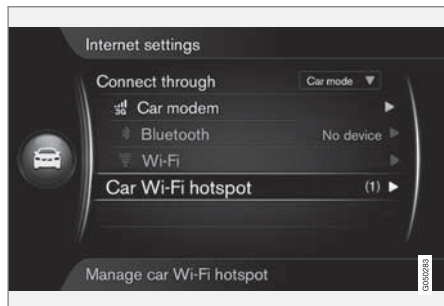 Internet settings
Connect through Car mode
3G Car modem
Bluetooth No device
Wi-Fi
Car Wi-Fi hotspot (1)
Manage car Wi-Fi hotspot
G050283